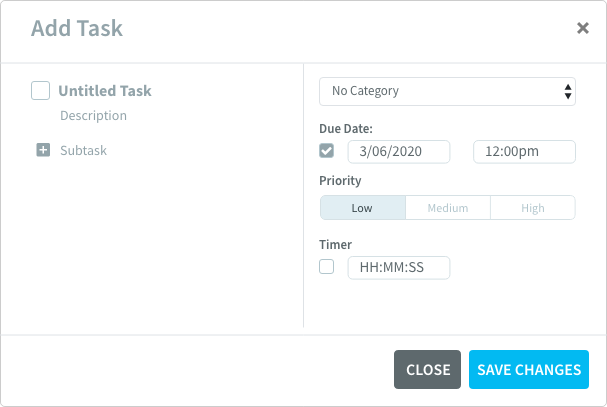 Add Task
Untitled Task
Description
Subtask
No Category
Due Date:
3/06/2020 12:00pm
Priority
Low Medium High
Timer
HH:MM:SS
CLOSE SAVE CHANGES